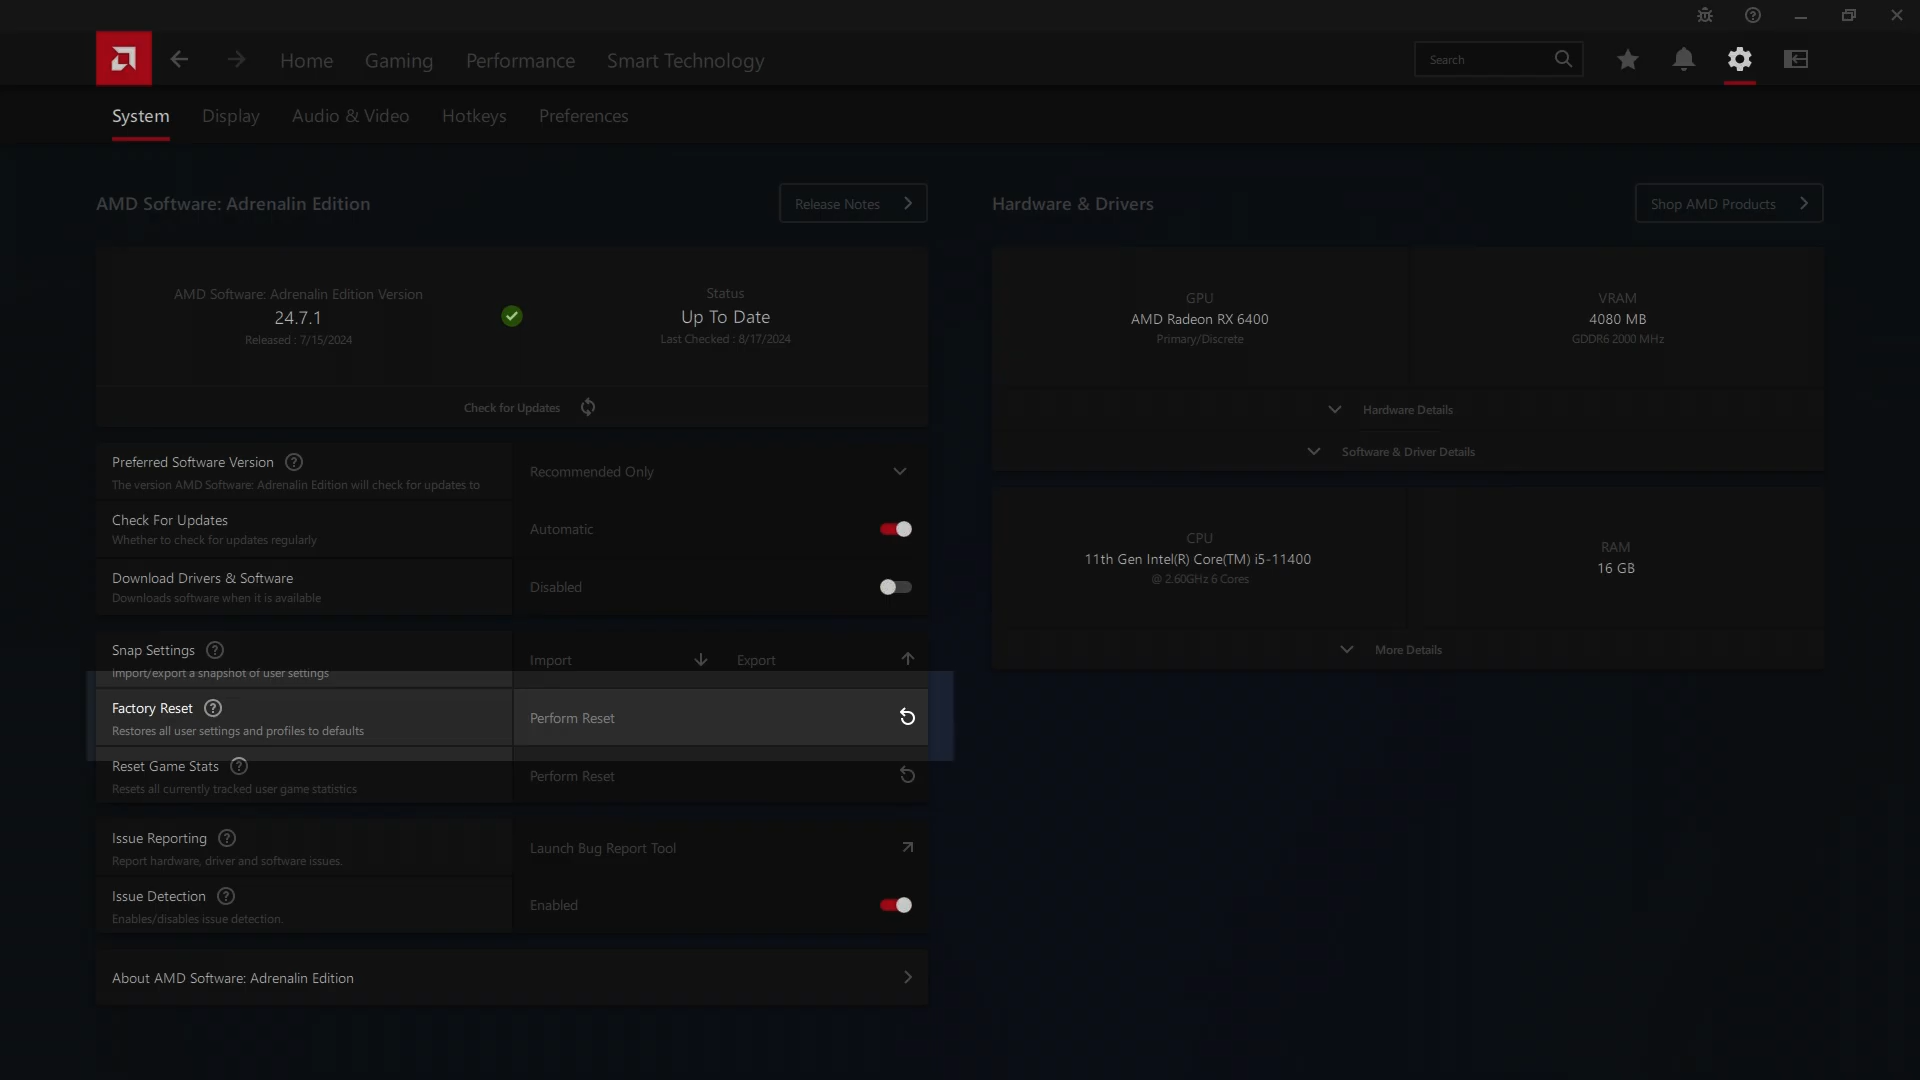 Home
Gaming
Performance
Smart Technology
Search
System
Display
Audio & Video
Hotkeys
Preferences
AMD Software: Adrenalin Edition
Release Notes
AMD Software: Adrenalin Edition Version
24.7.1
Released : 7/15/2024
Status
Up To Date
Last Checked : 8/17/2024
Check for Updates
Preferred Software Version
The version AMD Software: Adrenalin Edition will check for updates to
Recommended Only
Check For Updates
Whether to check for updates regularly
Automatic
Download Drivers & Software
Downloads software when it is available
Disabled
Snap Settings
Import/export a snapshot of user settings
Import
Export
Factory Reset
Restores all user settings and profiles to defaults
Perform Reset
Reset Game Stats
Resets all currently tracked user game statistics
Perform Reset
Issue Reporting
Report hardware, driver and software issues.
Launch Bug Report Tool
Issue Detection
Enables/disables issue detection.
Enabled
About AMD Software: Adrenalin Edition
Hardware & Drivers
Shop AMD Products
GPU
AMD Radeon RX 6400
Primary/Discrete
VRAM
4080 MB
GDDR6 2000 MHz
Hardware Details
Software & Driver Details
CPU
11th Gen Intel(R) Core(TM) i5-11400
@ 2.60GHz 6 Cores
RAM
16 GB
More Details